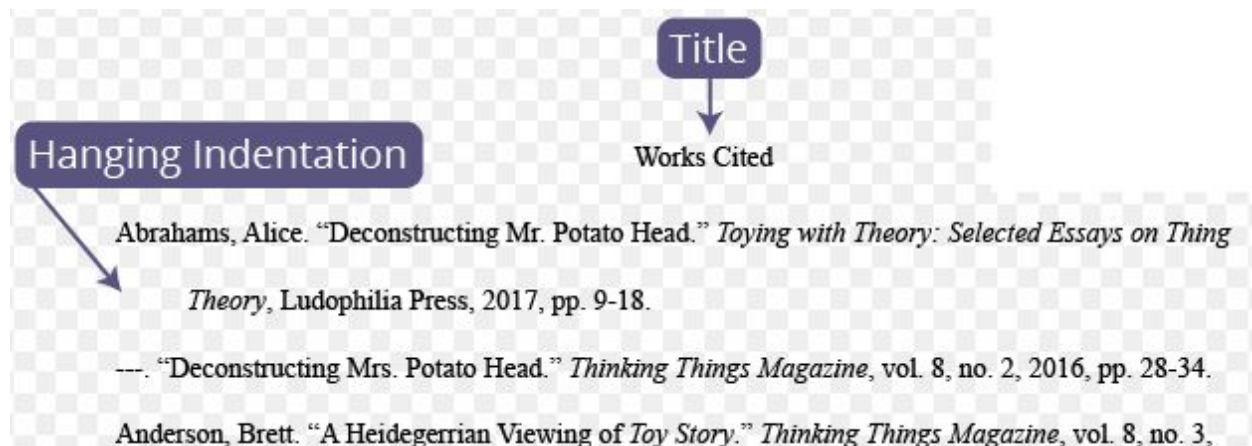 Title
Hanging Indentation
Works Cited
Abrahams, Alice. “Deconstructing Mr. Potato Head.” Toying with Theory: Selected Essays on Thing
Theory, Ludophilia Press, 2017, pp. 9-18.
---. “Deconstructing Mrs. Potato Head.” Thinking Things Magazine, vol. 8, no. 2, 2016, pp. 28-34.
Anderson, Brett. “A Heidegerrian Viewing of Toy Story.” Thinking Things Magazine, vol. 8, no. 3,